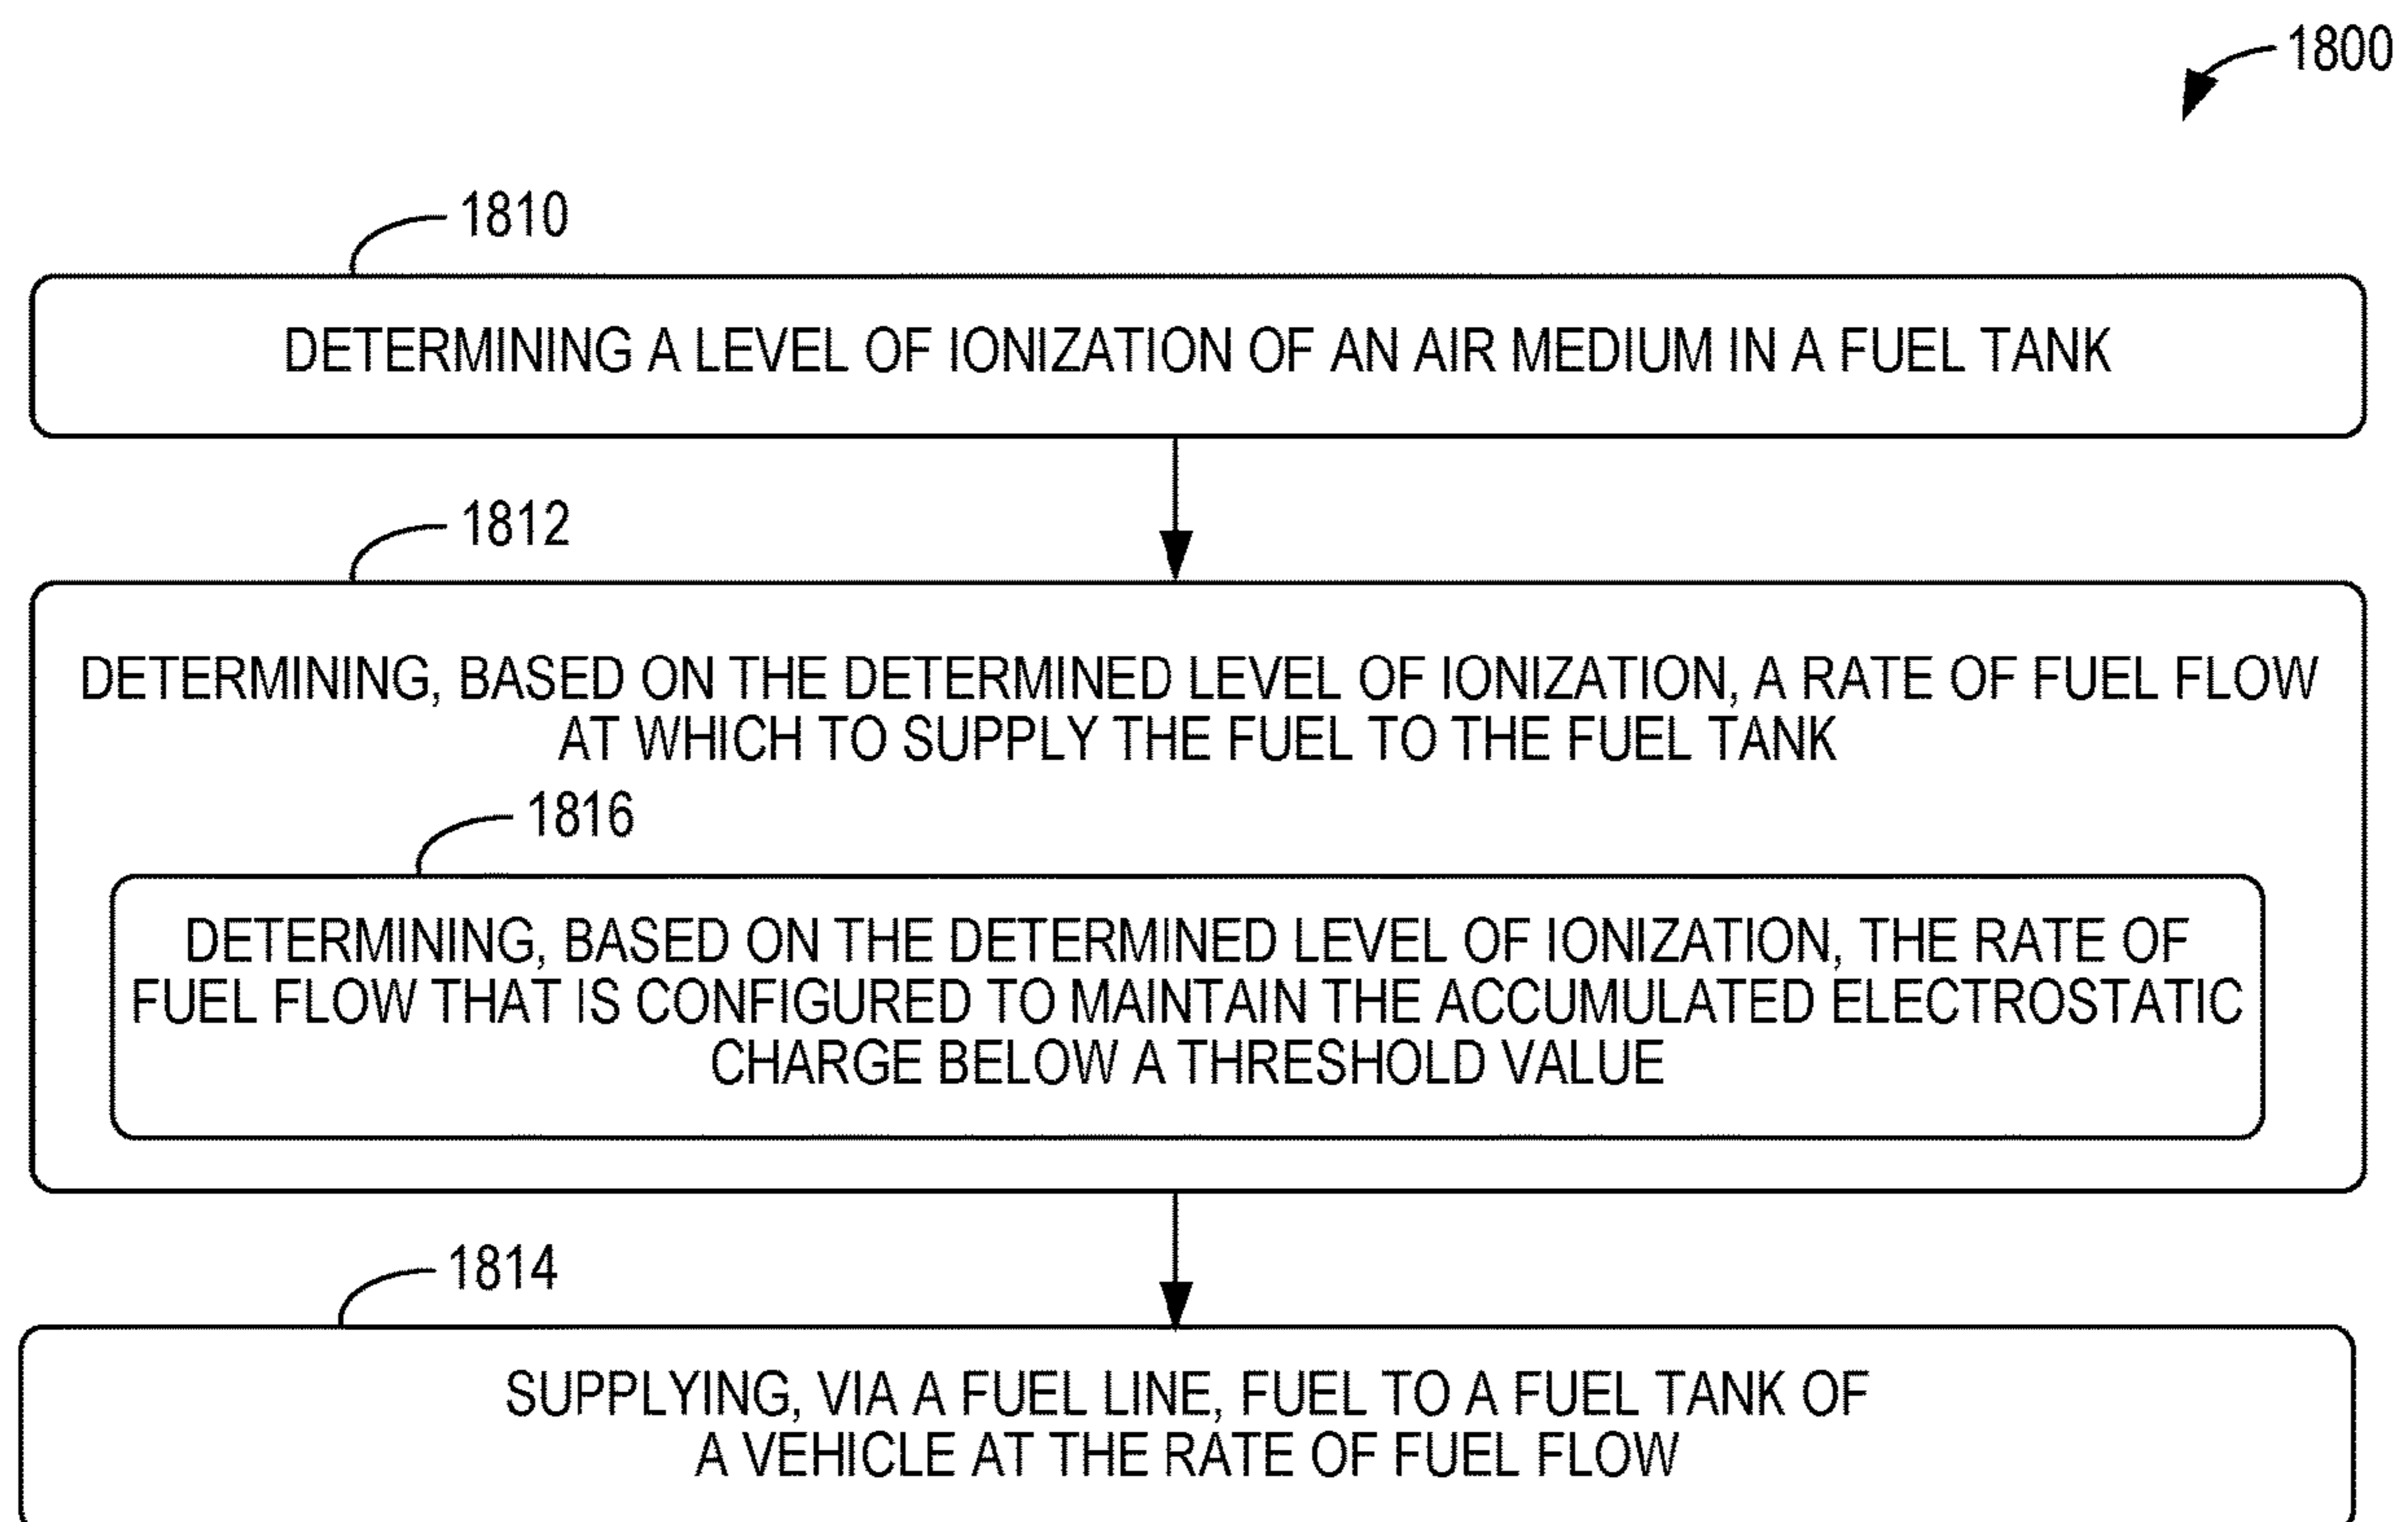 1800
1810
DETERMINING A LEVEL OF IONIZATION OF AN AIR MEDIUM IN A FUEL TANK
1812
DETERMINING, BASED ON THE DETERMINED LEVEL OF IONIZATION, A RATE OF FUEL FLOW
AT WHICH TO SUPPLY THE FUEL TO THE FUEL TANK
1816
DETERMINING, BASED ON THE DETERMINED LEVEL OF IONIZATION, THE RATE OF
FUEL FLOW THAT IS CONFIGURED TO MAINTAIN THE ACCUMULATED ELECTROSTATIC
CHARGE BELOW A THRESHOLD VALUE
1814
SUPPLYING, VIA A FUEL LINE, FUEL TO A FUEL TANK OF
A VEHICLE AT THE RATE OF FUEL FLOW